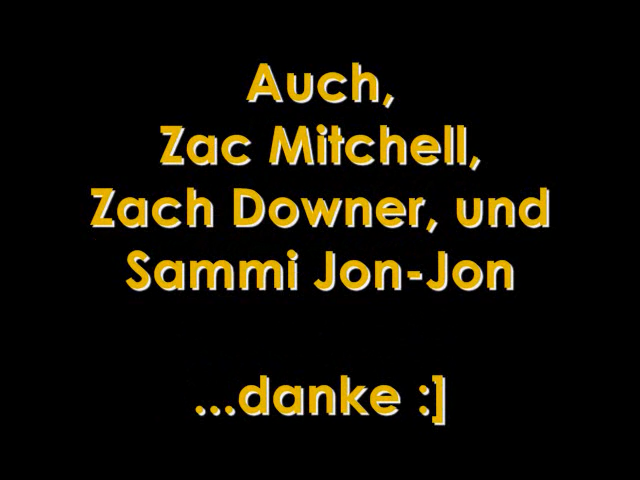 Auch,
Zac Mitchell,
Zach Downer, und
Sammi Jon-Jon
...danke :]